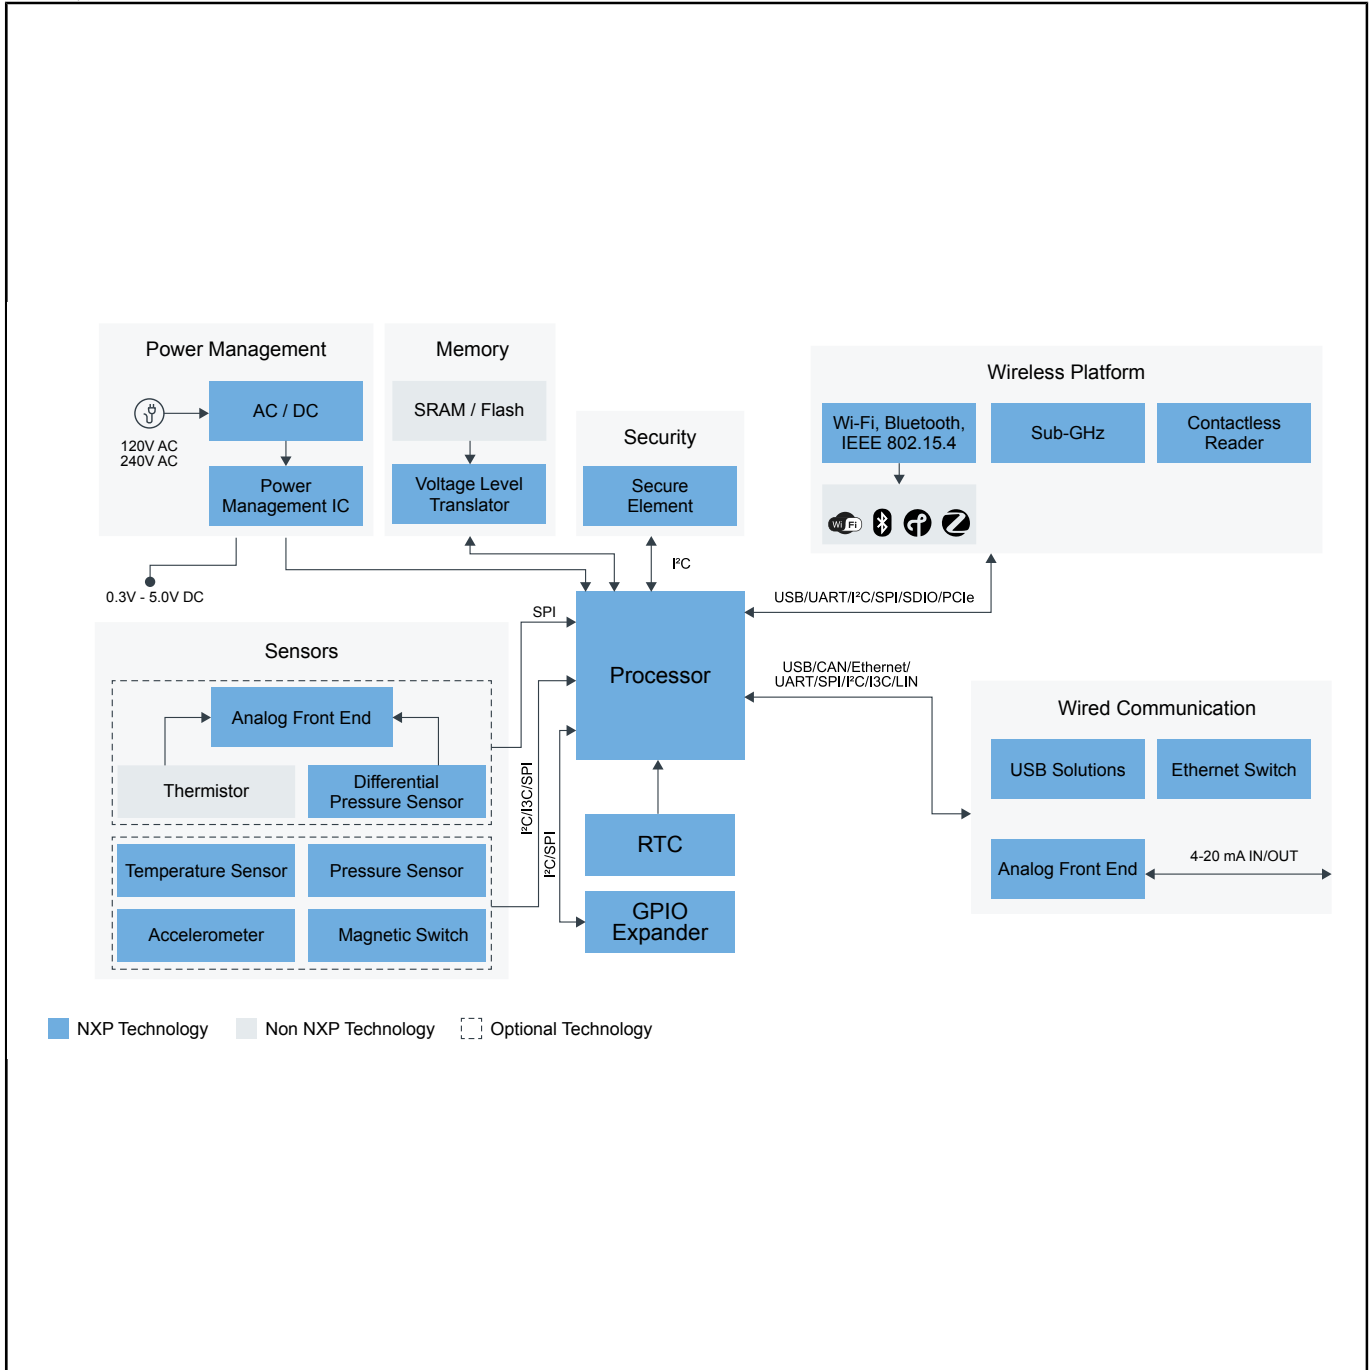 Power Management
AC / DC
120V AC
240V AC
Power
Management IC
0.3V - 5.0V DC
Memory
SRAM / Flash
Voltage Level
Translator
Security
Secure
Element
I²C
Wireless Platform
Wi-Fi, Bluetooth,
IEEE 802.15.4
Sub-GHz
Contactless
Reader
Wi Fi
USB/UART/I²C/SPI/SDIO/PCIe
SPI
Processor
USB/CAN/Ethernet/
UART/SPI/I²C/I3C/LIN
Sensors
Analog Front End
Thermistor
Differential
Pressure Sensor
Temperature Sensor
Pressure Sensor
Accelerometer
Magnetic Switch
I²C/I3C/SPI
I²C/SPI
RTC
GPIO
Expander
Wired Communication
USB Solutions
Ethernet Switch
Analog Front End
4-20 mA IN/OUT
NXP Technology
Non NXP Technology
Optional Technology